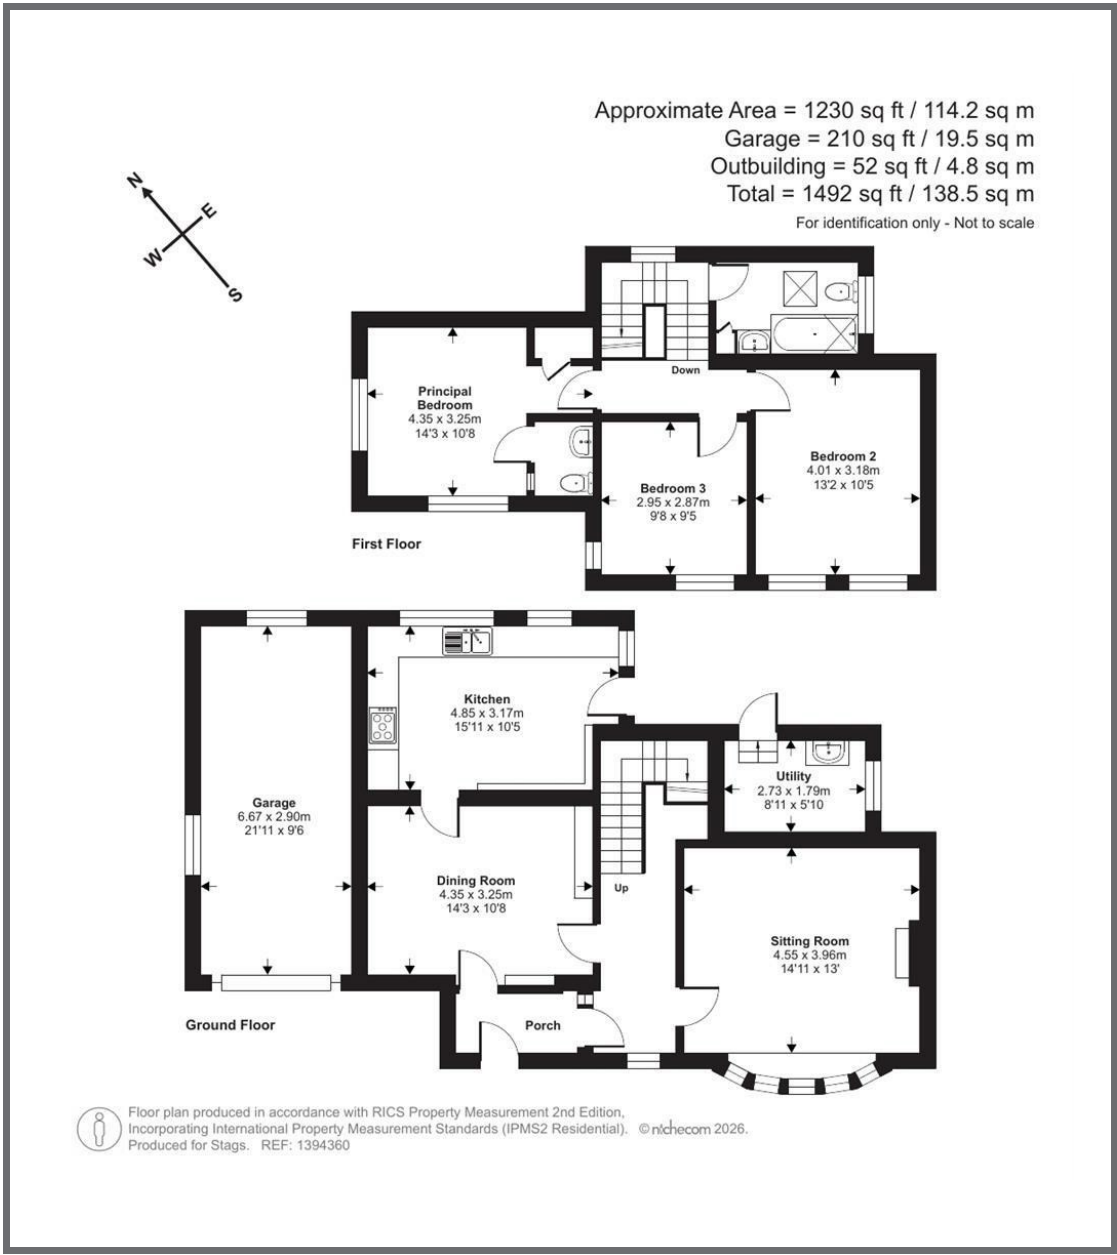 Approximate Area = 1230 sq ft / 114.2 sq m
Garage = 210 sq ft / 19.5 sq m
Outbuilding = 52 sq ft / 4.8 sq m
Total = 1492 sq ft / 138.5 sq m
For identification only - Not to scale
N
E
W
S
Down
Principal
Bedroom
4.35 x 3.25m
14'3 x 10'8
Bedroom 2
4.01 x 3.18m
13'2 x 10'5
Bedroom 3
2.95 x 2.87m
9'8 x 9'5
First Floor
Kitchen
4.85 x 3.17m
15'11 x 10'5
Utility
2.73 x 1.79m
8'11 x 5'10
Garage
6.67 x 2.90m
21'11 x 9'6
Dining Room
4.35 x 3.25m
14'3 x 10'8
Up
Sitting Room
4.55 x 3.96m
14'11 x 13'
Ground Floor
Porch
Floor plan produced in accordance with RICS Property Measurement 2nd Edition,
Incorporating International Property Measurement Standards (IPMS2 Residential). © nichecom 2026.
Produced for Stags. REF: 1394360